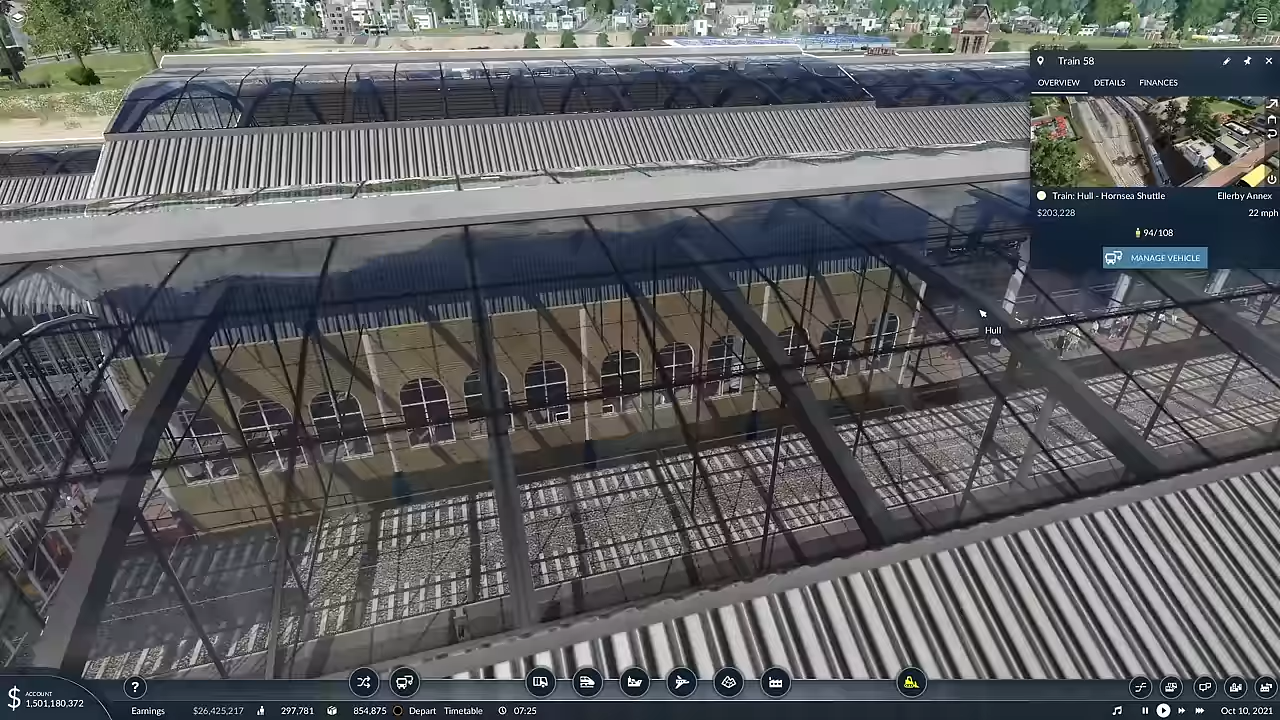 Train 58
OVERVIEW DETAILS FINANCES
Train: Hull - Hornsea Shuttle Ellerby Annex
$203,228 22 mph
94/108
MANAGE VEHICLE
Hull
?
$ ACCOUNT
1,501,180,372
Earnings $26,425,217 297,781 854,875 Depart Timetable 07:25 Oct 10, 2021